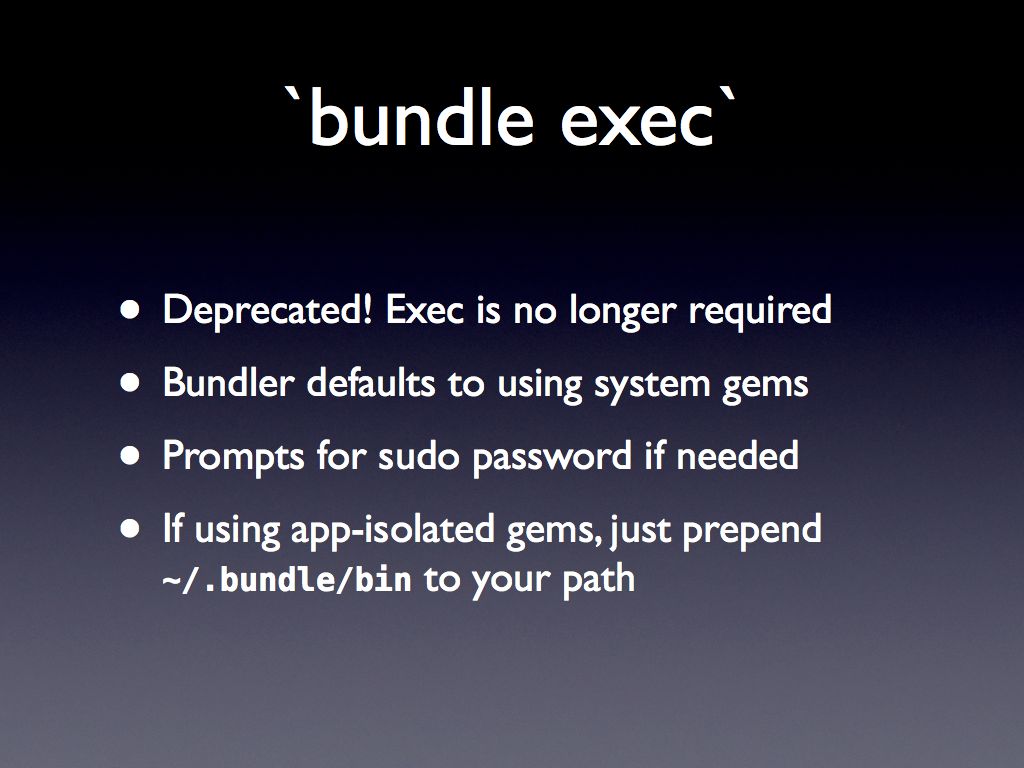 `bundle exec`
• Deprecated! Exec is no longer required
• Bundler defaults to using system gems
• Prompts for sudo password if needed
• If using app-isolated gems, just prepend
~/.bundle/bin to your path